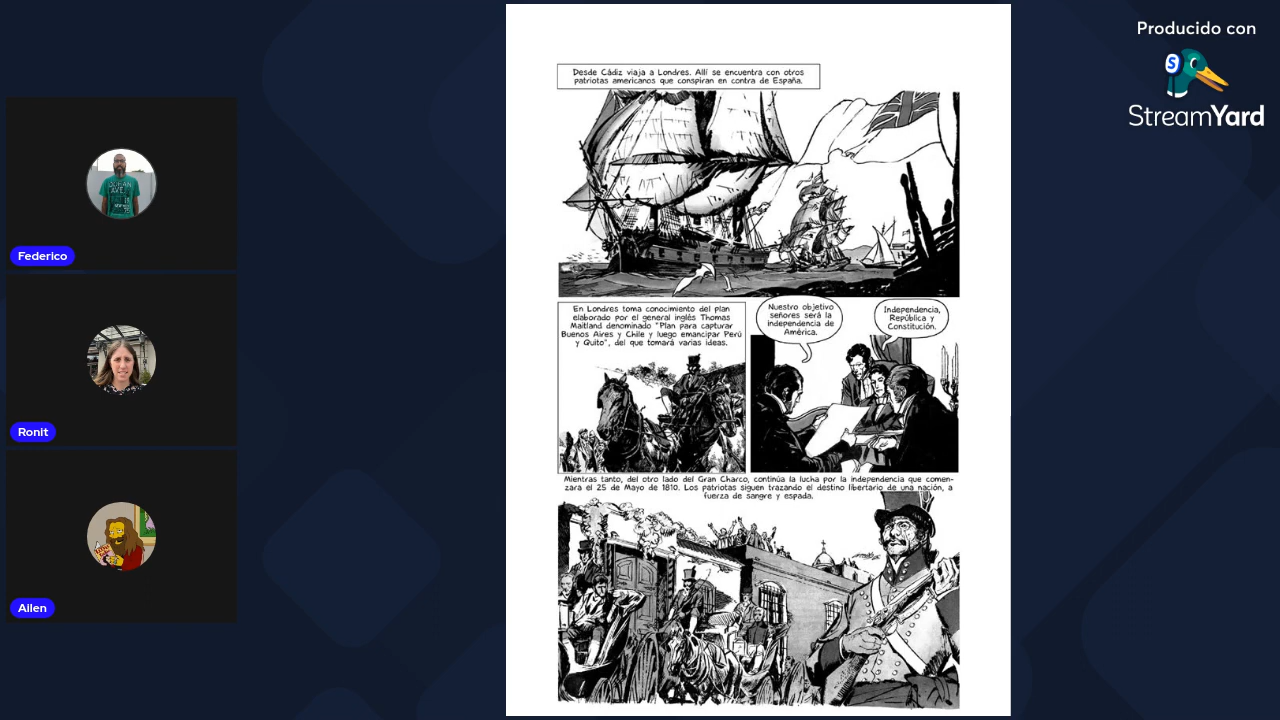 Producido con
StreamYard
Federico
Ronit
Ailen
Desde Cádiz viaja a Londres. Allí se encuentra con otros
patriotas americanos que conspiran en contra de España.
En Londres toma conocimiento del plan
elaborado por el general inglés Thomas
Maitland denominado "Plan para capturar
Buenos Aires y Chile y luego emancipar Perú
y Quito", del que tomará varias ideas.
Nuestro objetivo
señores será la
independencia de
América.
Independencia,
República y
Constitución.
Mientras tanto, del otro lado del Gran Charco, continúa la lucha por la independencia que comen-
zara el 25 de Mayo de 1810. Los patriotas siguen trazando el destino libertario de una nación, a
fuerza de sangre y espada.